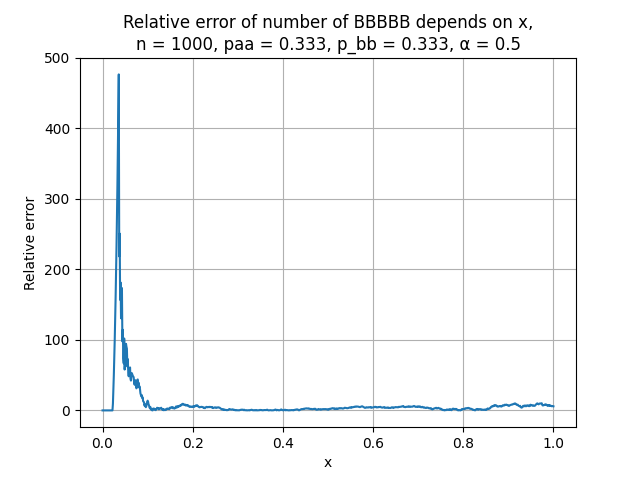 Relative error of number of BBBBB depends on x,
n = 1000, paa = 0.333, p_bb = 0.333, α = 0.5
500
400
300
200
100
0
Relative error
0.0 0.2 0.4 0.6 0.8 1.0
x